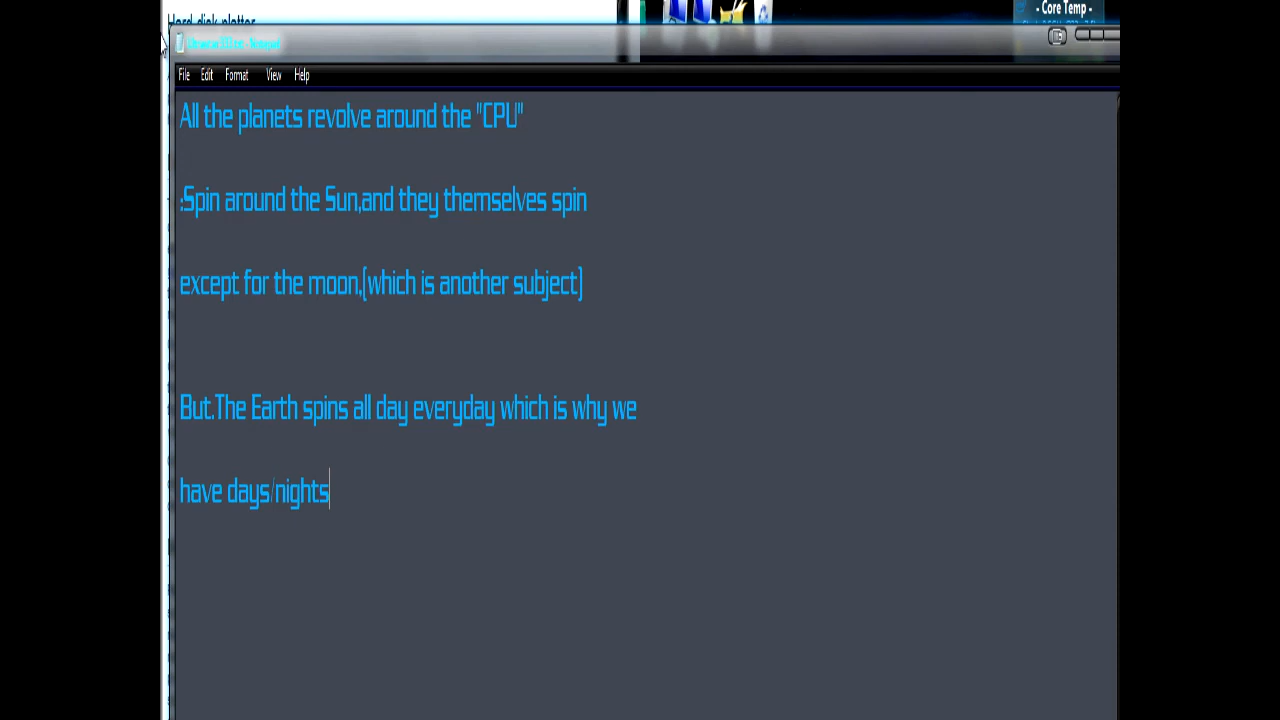 Hard disk platter
- Core Temp -
File Edit Format View Help
All the planets revolve around the "CPU"
:Spin around the Sun,and they themselves spin
except for the moon,(which is another subject)
But.The Earth spins all day everyday which is why we
have days/nights